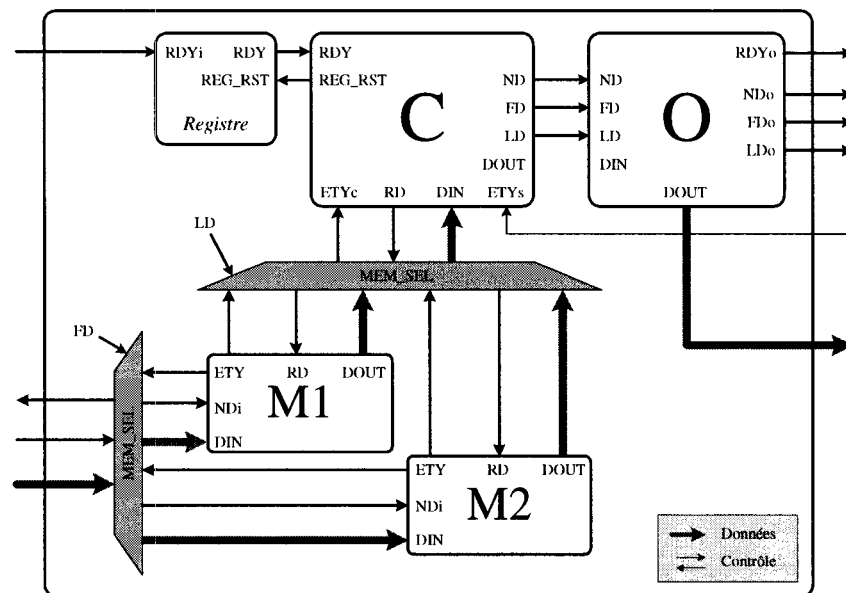 RDYi RDY
REG_RST
Registre
RDY
REG_RST
C
ND
FD
LD
DOUT
ETYc RD DIN ETYs
ND
FD
LD
DIN
O
RDYo
NDo
FDo
LDo
DOUT
LD
MEM_SEL
FD
MEM_SEL
ETY RD DOUT
NDi
DIN
M1
ETY RD DOUT
NDi
DIN
M2
Données
Contrôle